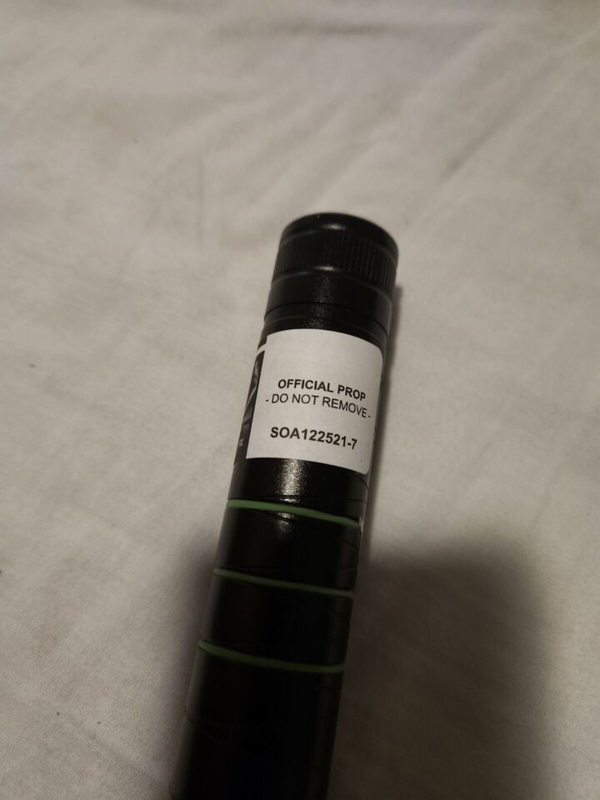 OFFICIAL PROP
- DO NOT REMOVE -
SOA122521-7